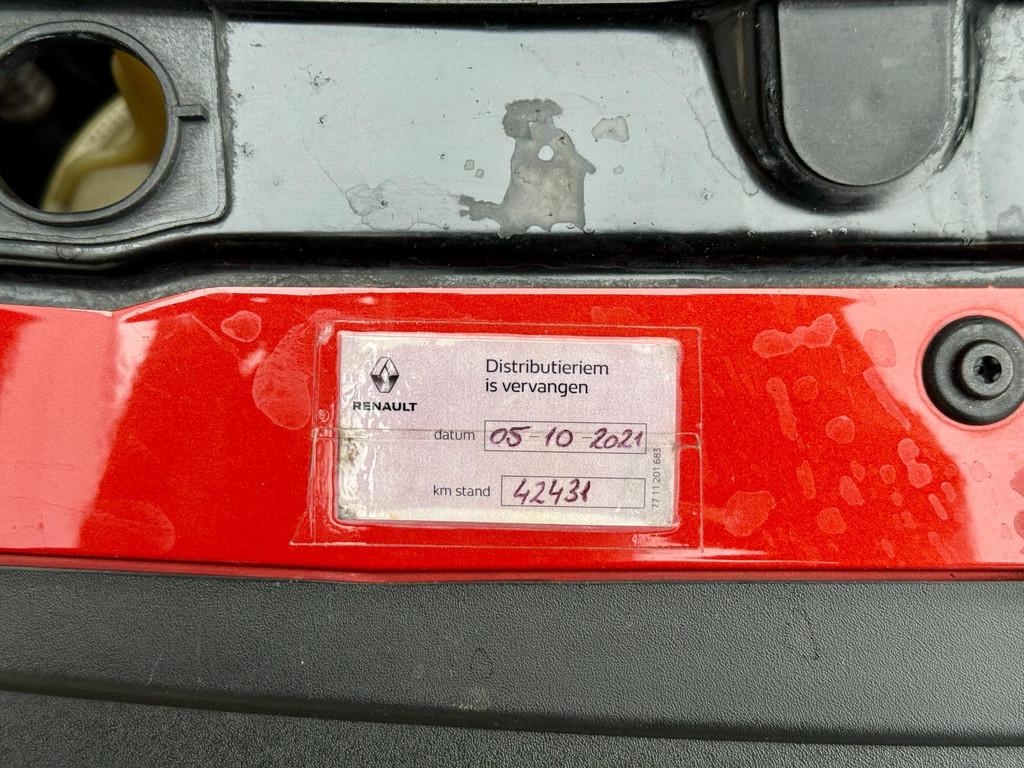 Distributieriem
is vervangen
RENAULT
datum 05-10-2021
km stand 42431
77 11 201 683